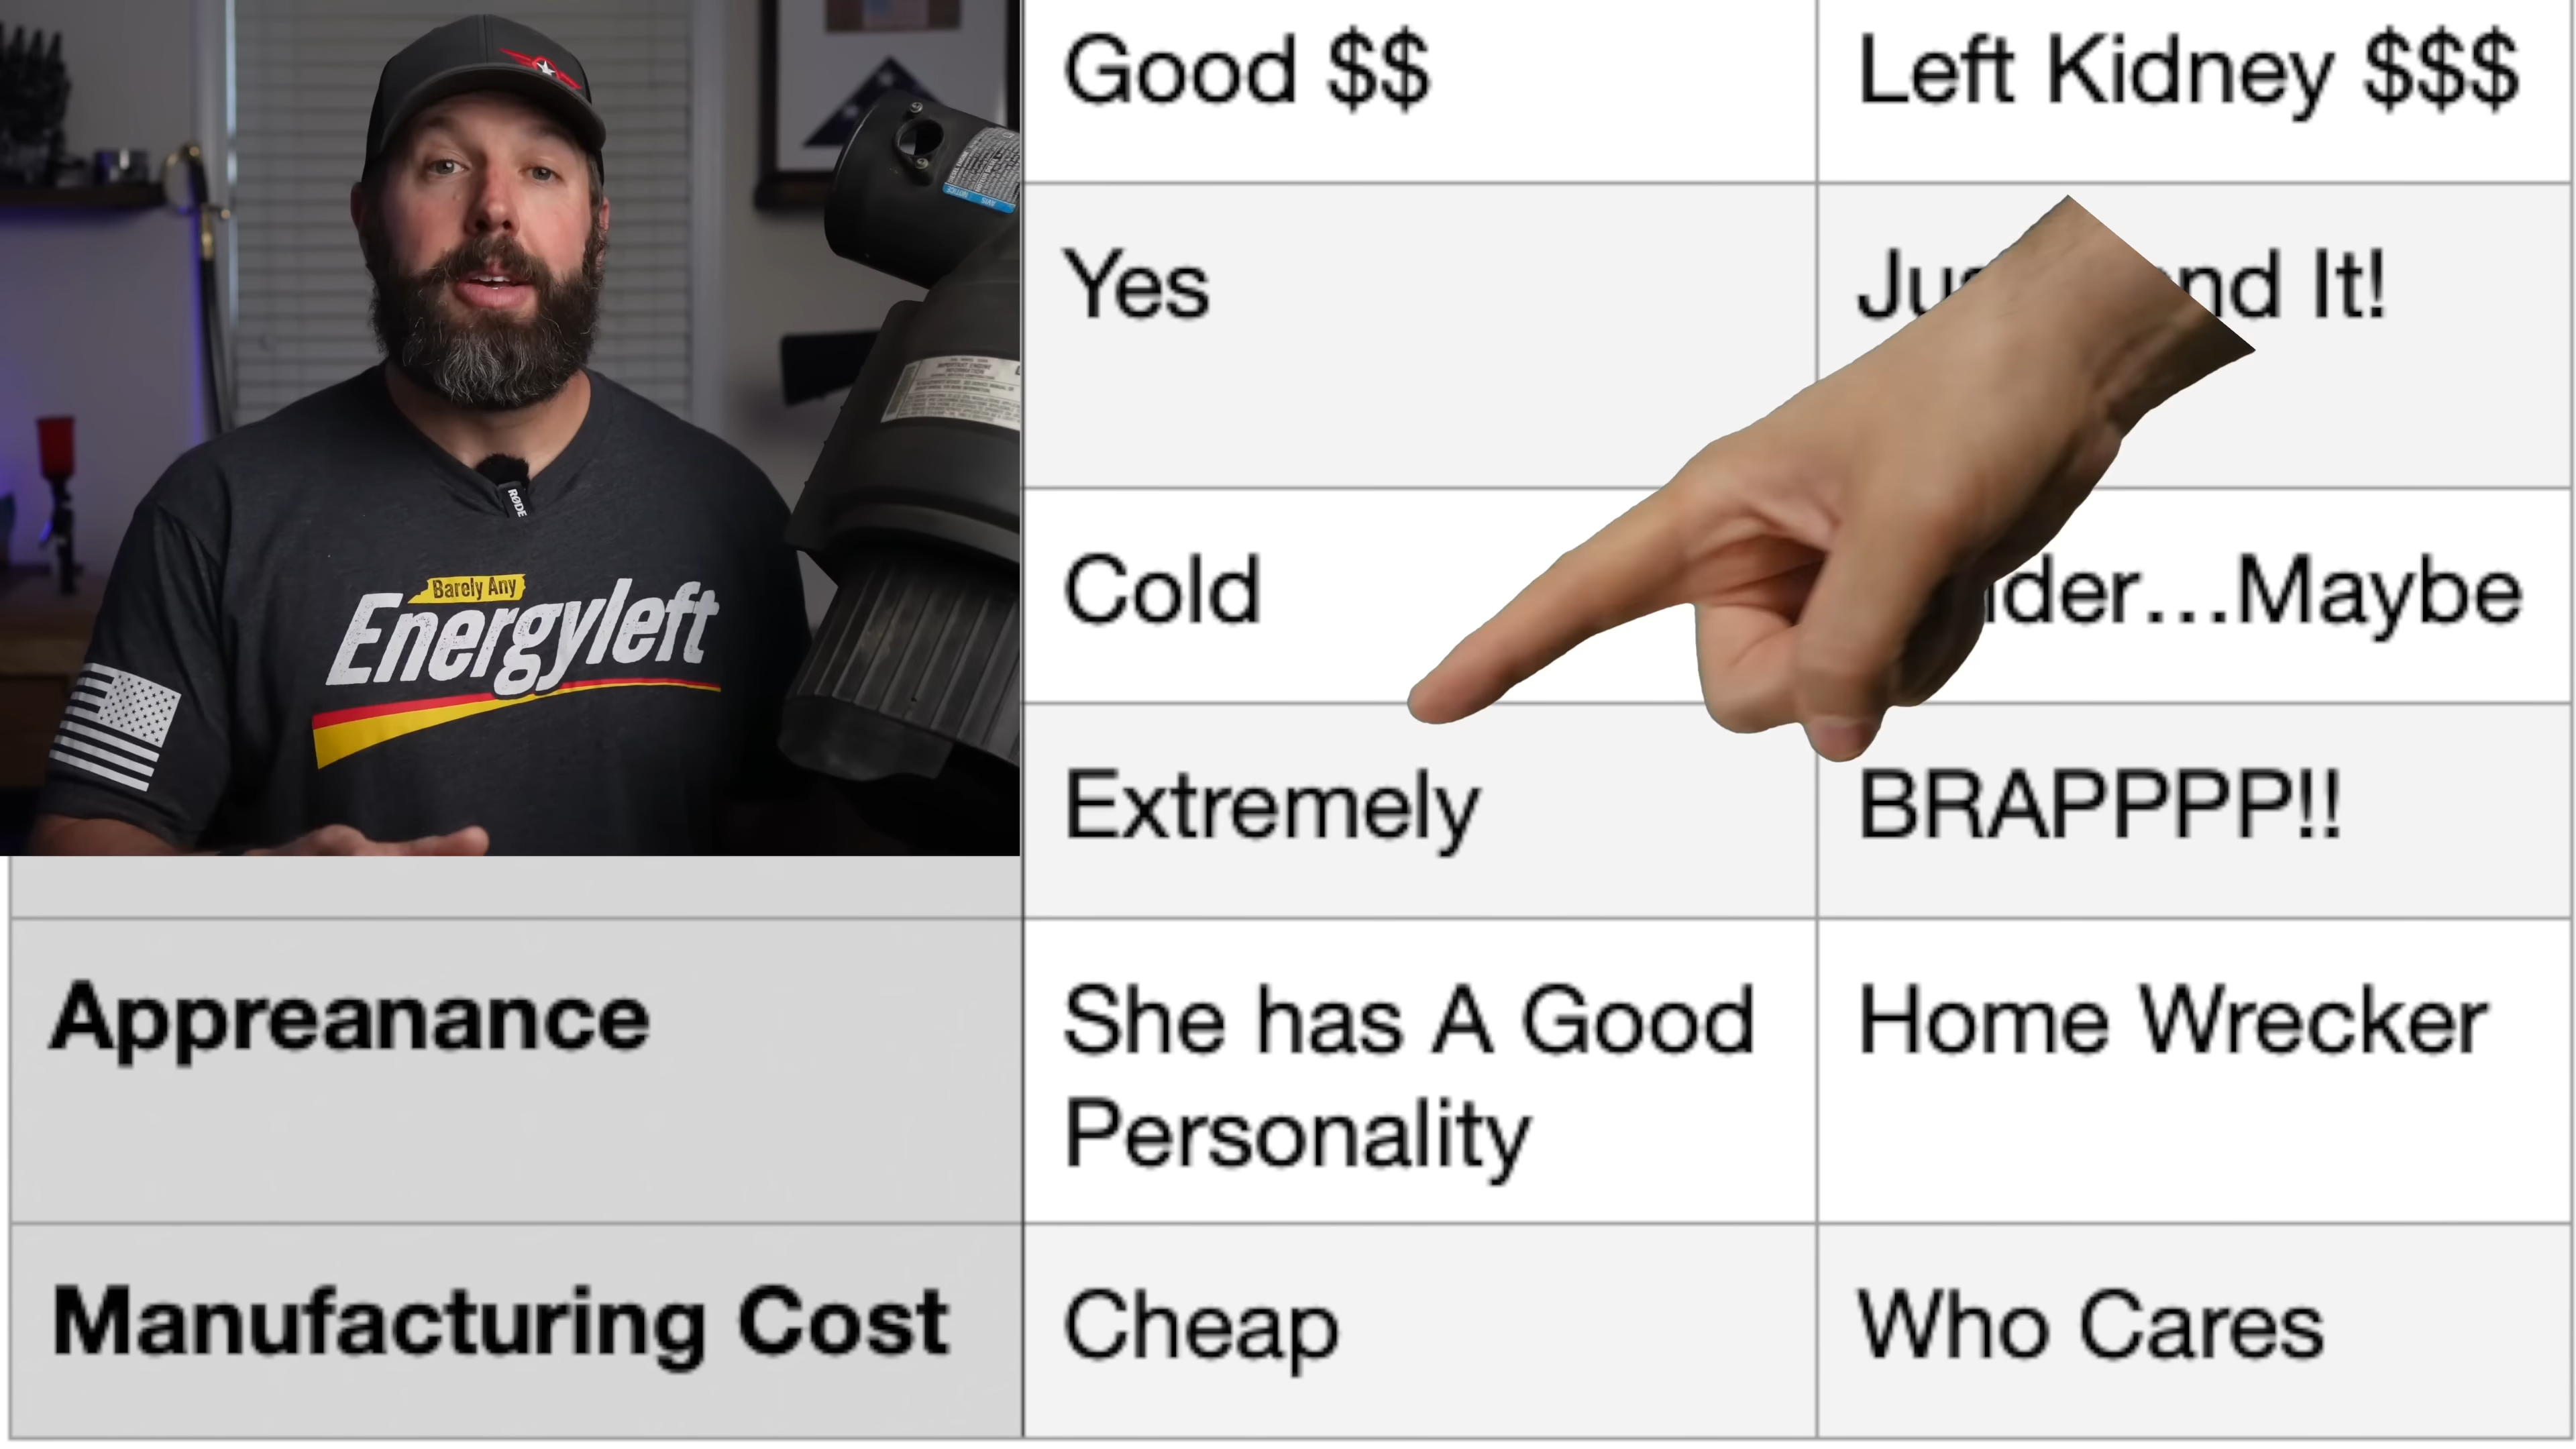 Good $$
Left Kidney $$$
Yes
It!
Cold
Maybe
Extremely
BRAPPPP!!
Appreanance
She has A Good
Personality
Home Wrecker
Manufacturing Cost
Cheap
Who Cares
RØDE
Barely Any
Energyleft